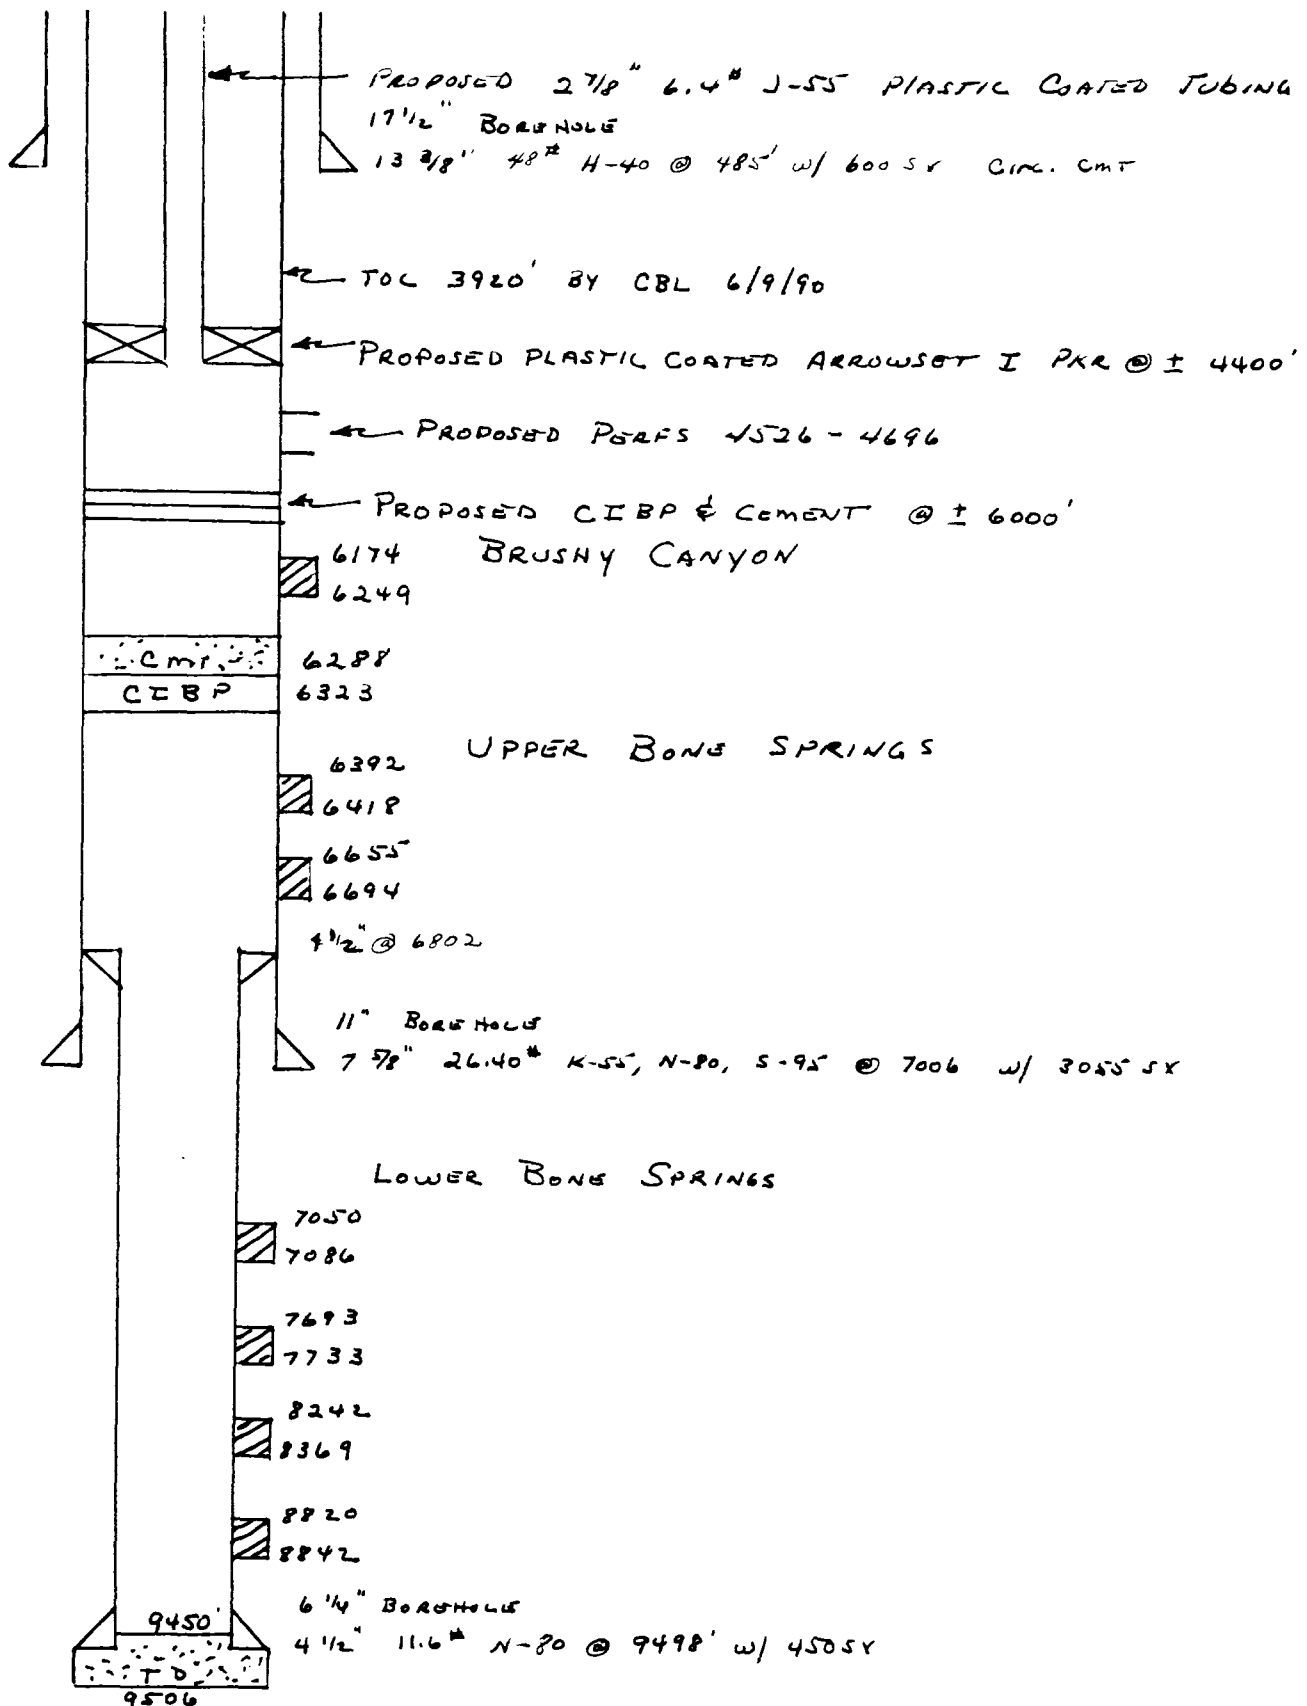 PROPOSED 2 7/8" 6.4# J-55 PLASTIC COATED TUBING
17 1/2" BOREHOLE
13 3/8" 48# H-40 @ 485' w/ 600 SX CIRC. CMT
TOC 3920' BY CBL 6/9/90
PROPOSED PLASTIC COATED ARROWSET I PKR @ ± 4400'
PROPOSED PERFS 4526 - 4696
PROPOSED CIBP & CEMENT @ ± 6000'
BRUSHY CANYON
6174
6249
Cmt. 6288
CIBP 6323
UPPER BONE SPRINGS
6392
6418
6655
6694
4 1/2" @ 6802
11" BOREHOLE
7 5/8" 26.40# K-55, N-80, S-95 @ 7006 w/ 3055 SX
LOWER BONE SPRINGS
7050
7086
7693
7733
8242
8369
8820
8842
6 1/4" BOREHOLE
9450'
4 1/2" 11.6# N-80 @ 9498' w/ 450 SX
TD
9506